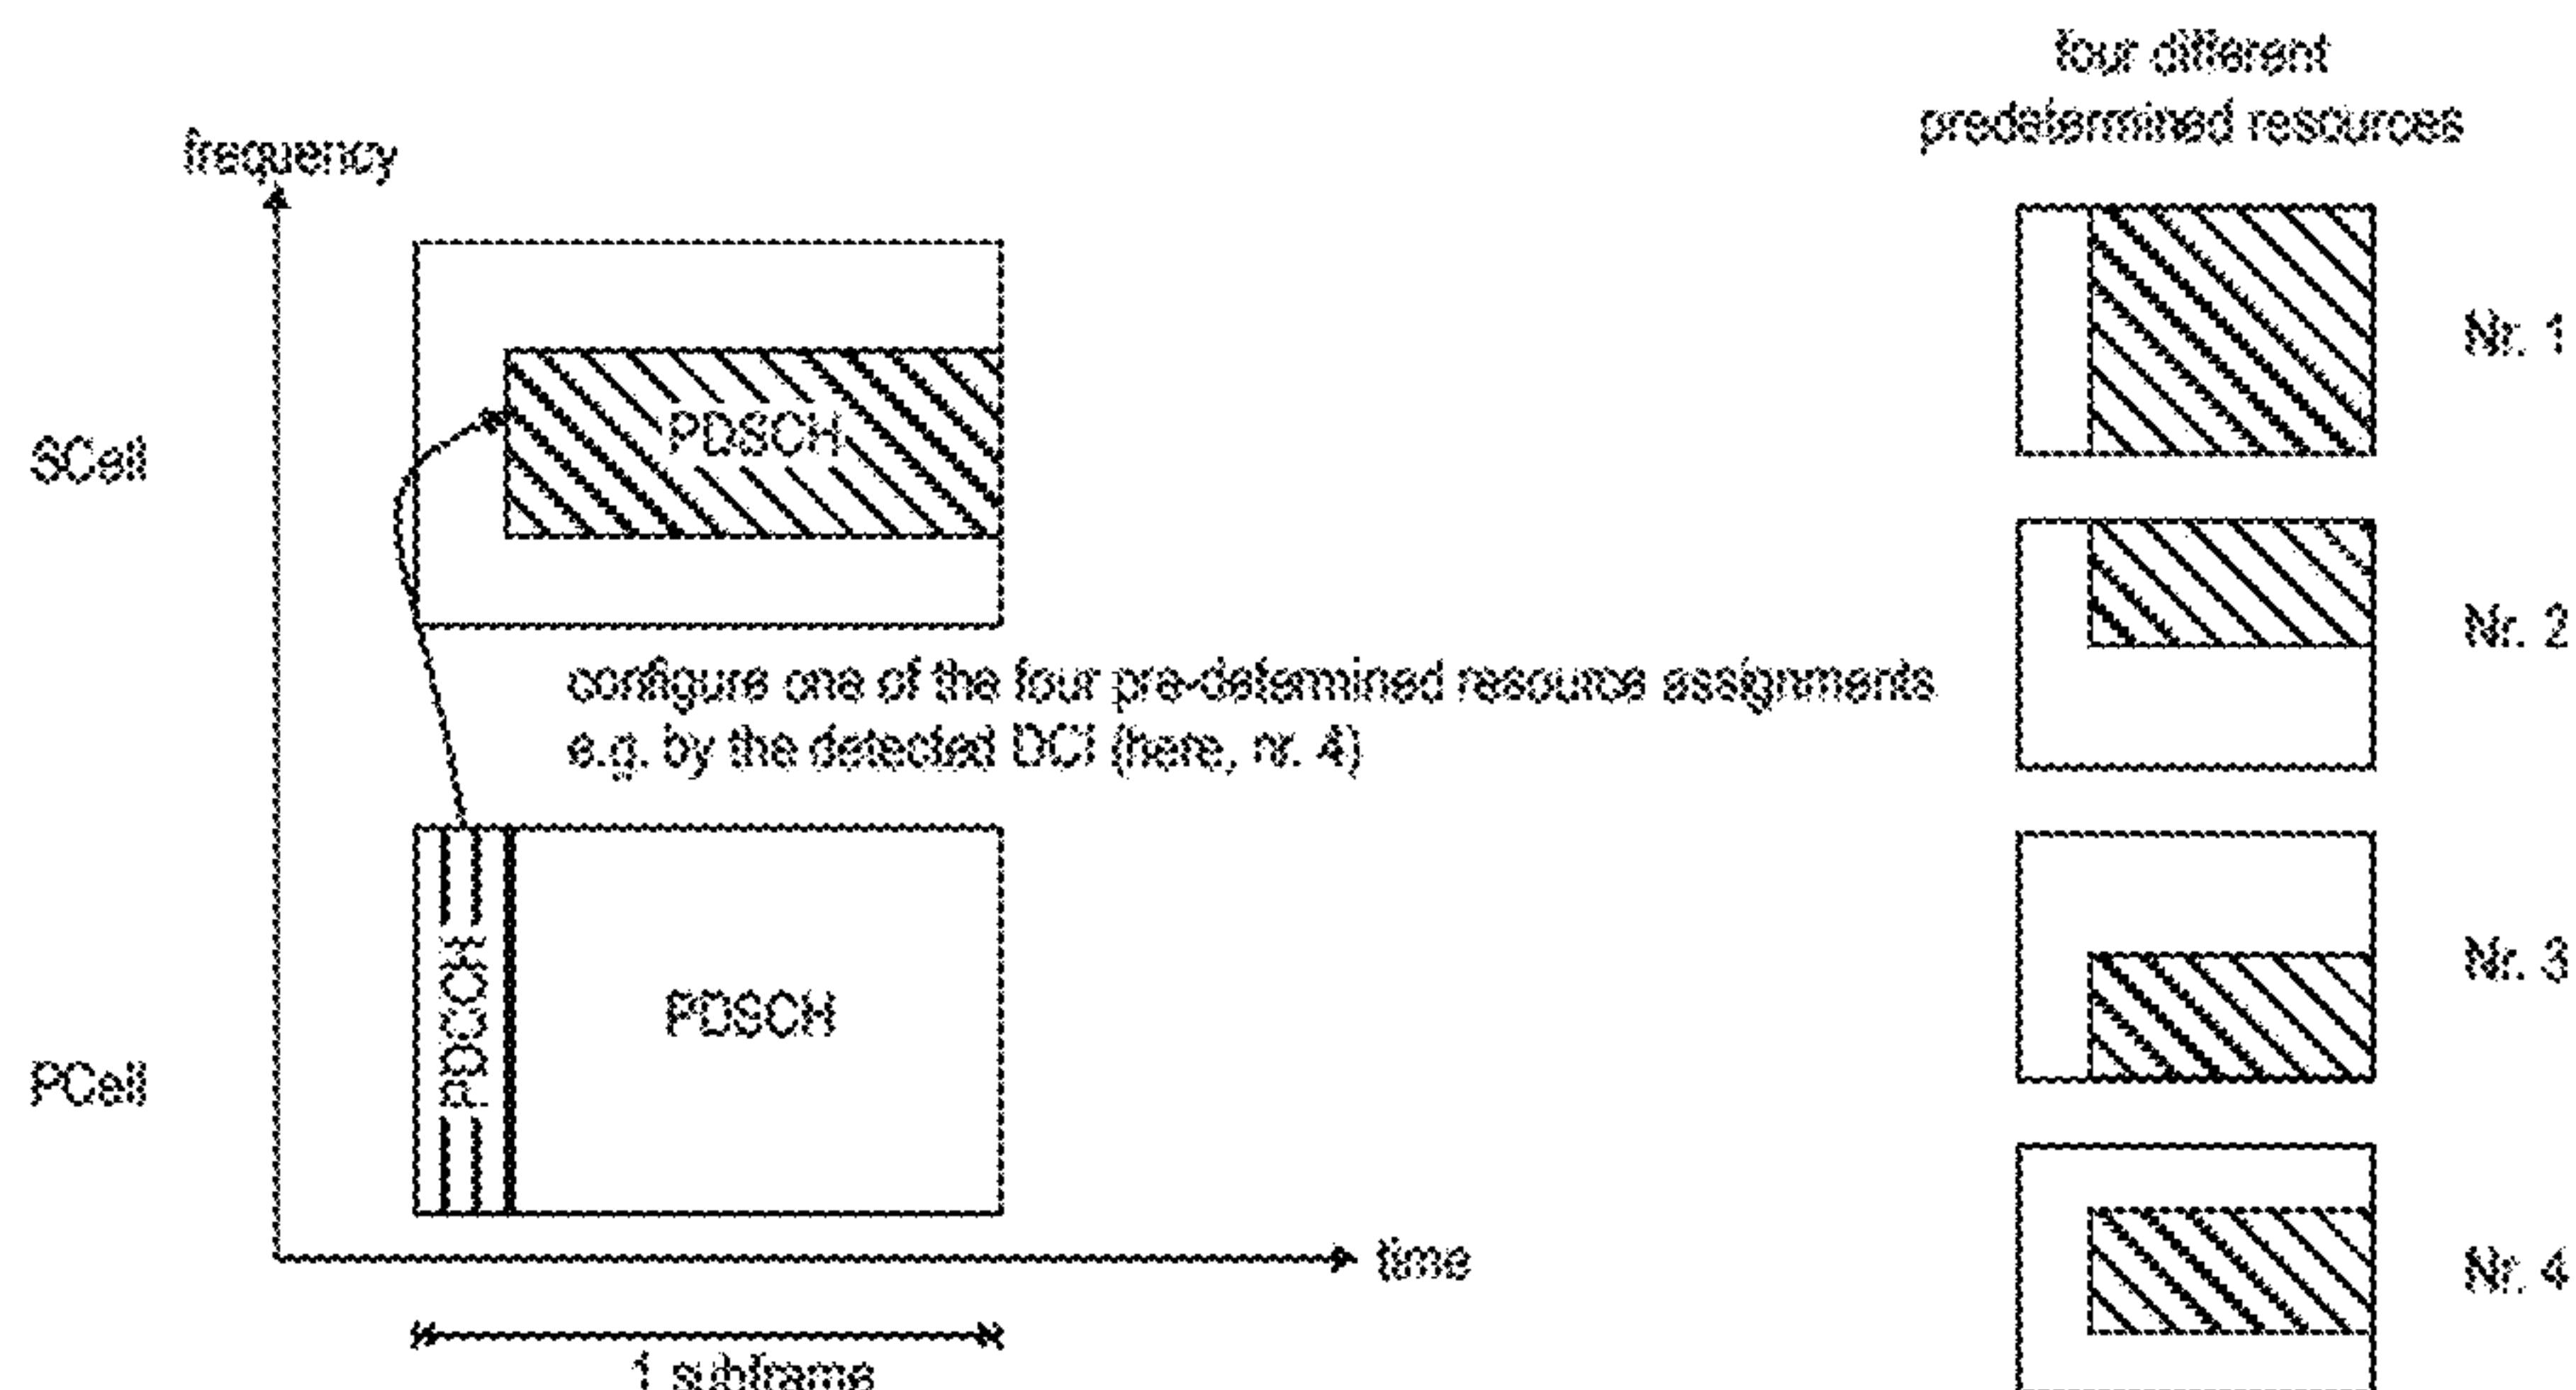 four different
predetermined resources
frequency
Nr. 1
PDSCH
SCell
Nr. 2
configure one of the four pre-determined resource assignments
e.g. by the detected DCI (here, nr. 4)
Nr. 3
PDCCH
PDSCH
PCell
time
Nr. 4
1 subframe